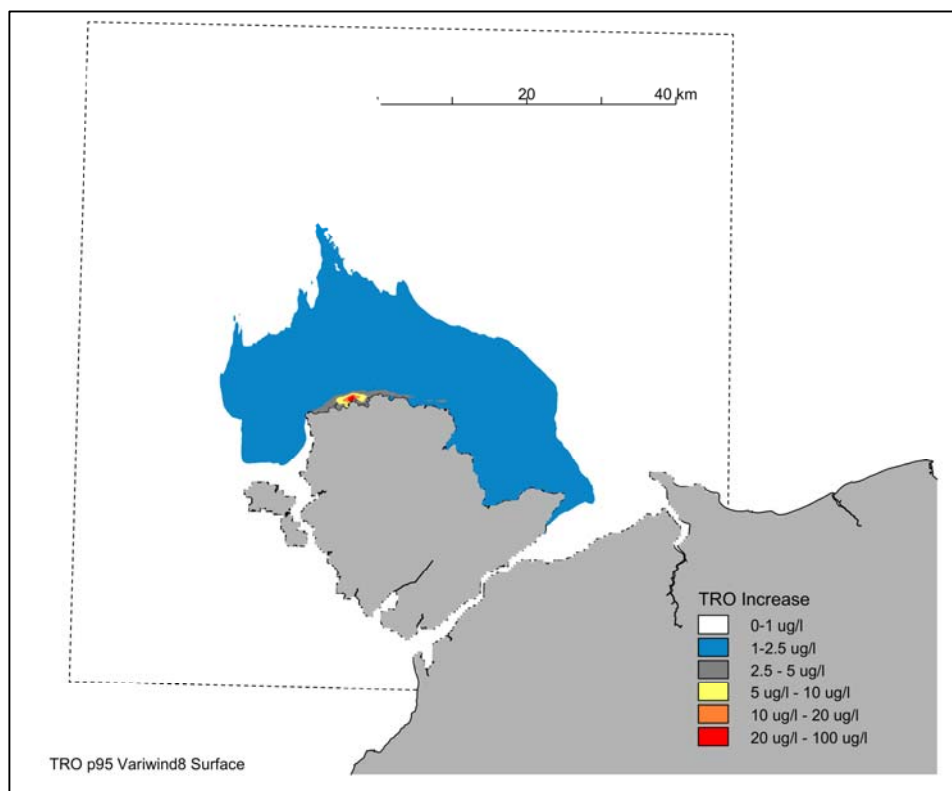 20 40 km
TRO Increase
0-1 ug/l
1-2.5 ug/l
2.5 - 5 ug/l
5 ug/l - 10 ug/l
10 ug/l - 20 ug/l
20 ug/l - 100 ug/l
TRO p95 Variwind8 Surface